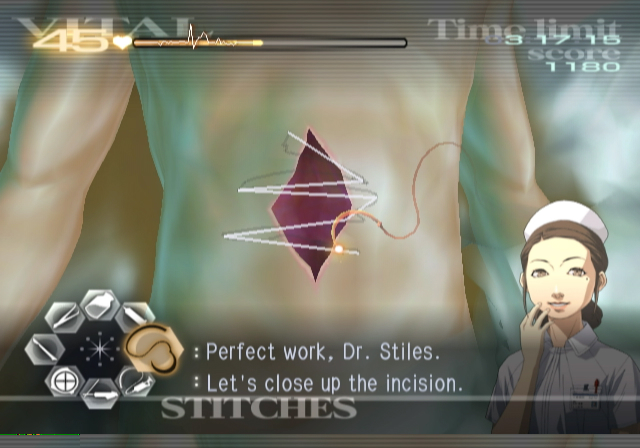 VITAL
45
Time limit
3 17 15
score
1180
: Perfect work, Dr. Stiles.
: Let's close up the incision.
STITCHES